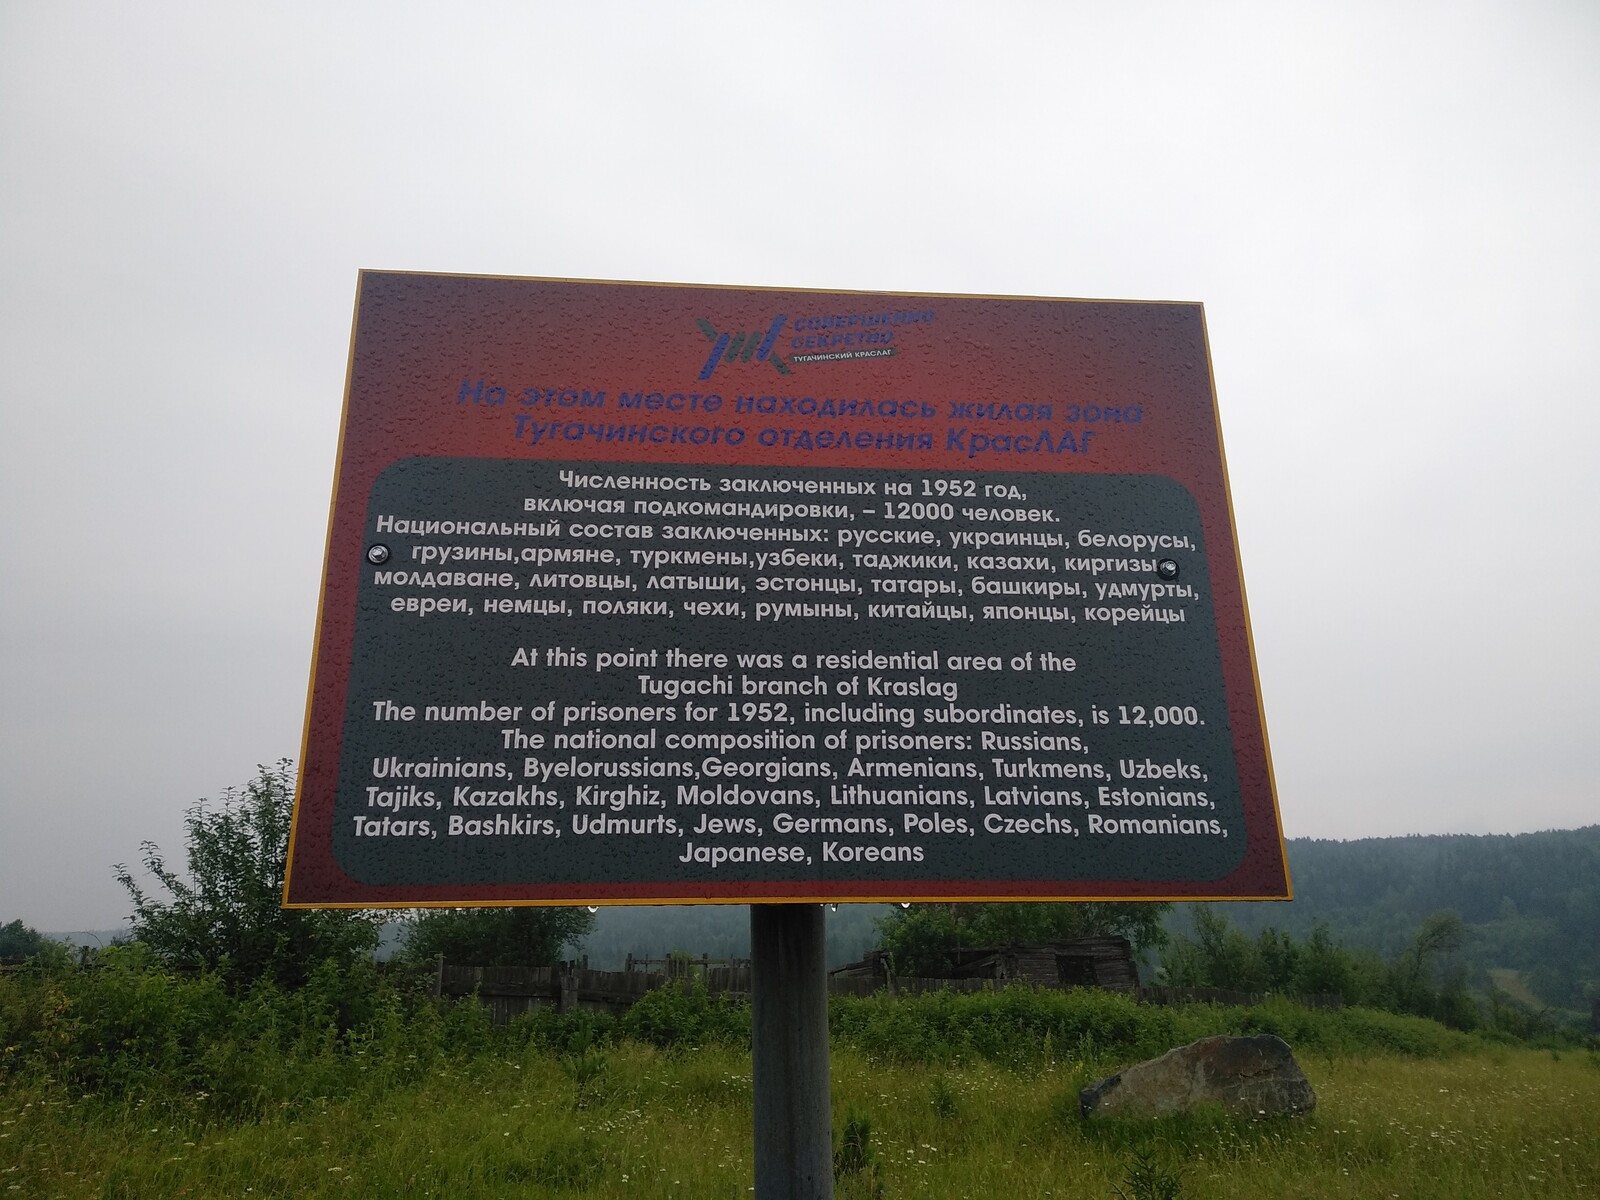 СОВЕРШЕННО
СЕКРЕТНО
ТУГАЧИНСКИЙ КРАСЛАГ
На этом месте находилась жилая зона
Тугачинского отделения КрасЛАГ
Численность заключенных на 1952 год,
включая подкомандировки, – 12000 человек.
Национальный состав заключенных: русские, украинцы, белорусы,
грузины,армяне, туркмены,узбеки, таджики, казахи, киргизы
молдаване, литовцы, латыши, эстонцы, татары, башкиры, удмурты,
евреи, немцы, поляки, чехи, румыны, китайцы, японцы, корейцы
At this point there was a residential area of the
Tugachi branch of Kraslag
The number of prisoners for 1952, including subordinates, is 12,000.
The national composition of prisoners: Russians,
Ukrainians, Byelorussians,Georgians, Armenians, Turkmens, Uzbeks,
Tajiks, Kazakhs, Kirghiz, Moldovans, Lithuanians, Latvians, Estonians,
Tatars, Bashkirs, Udmurts, Jews, Germans, Poles, Czechs, Romanians,
Japanese, Koreans